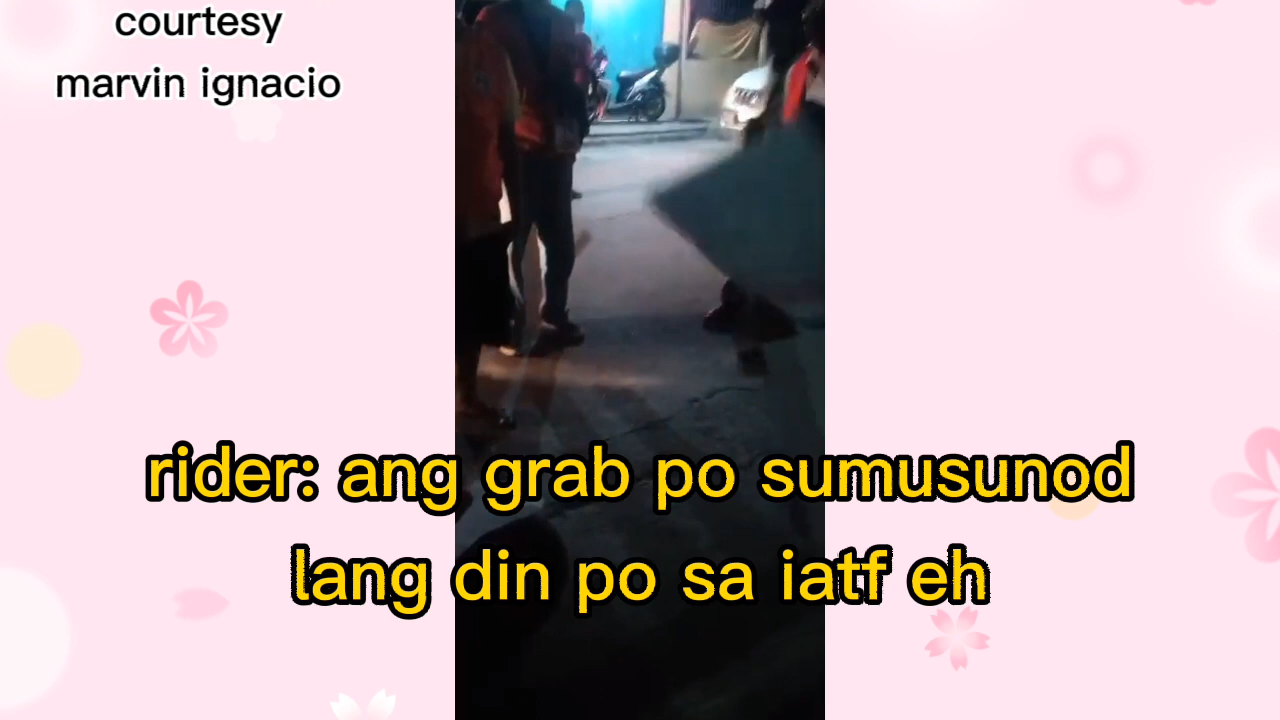 courtesy
marvin ignacio
rider: ang grab po sumusunod
lang din po sa iatf eh